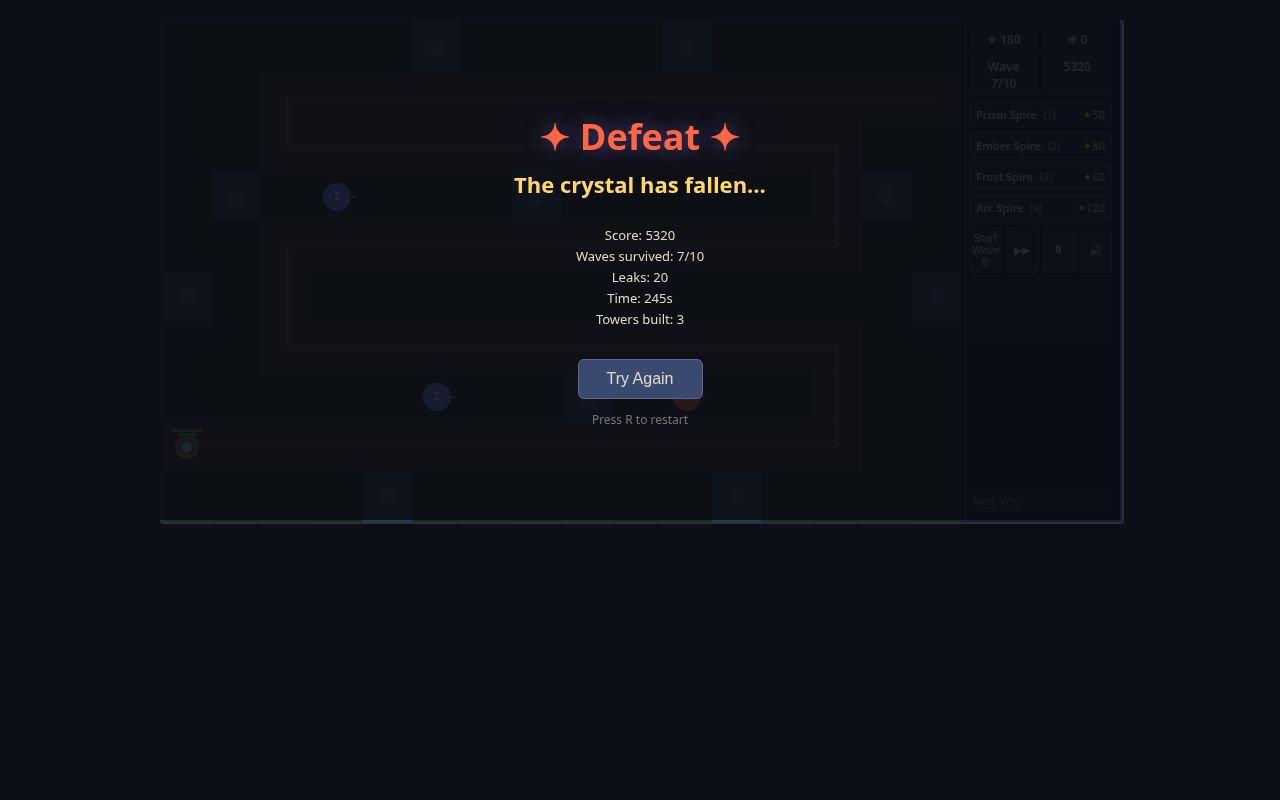 ✦ 180
✳ 0
Wave 7/10
5320
Prism Spire [1] ✦50
Ember Spire [2] ✦80
Frost Spire [3] ✦60
Arc Spire [4] ✦120
Start Wave 8
▶▶
⏸
🔊
✦ Defeat ✦
The crystal has fallen...
Score: 5320
Waves survived: 7/10
Leaks: 20
Time: 245s
Towers built: 3
Try Again
Press R to restart
1
1
Next: Wisp